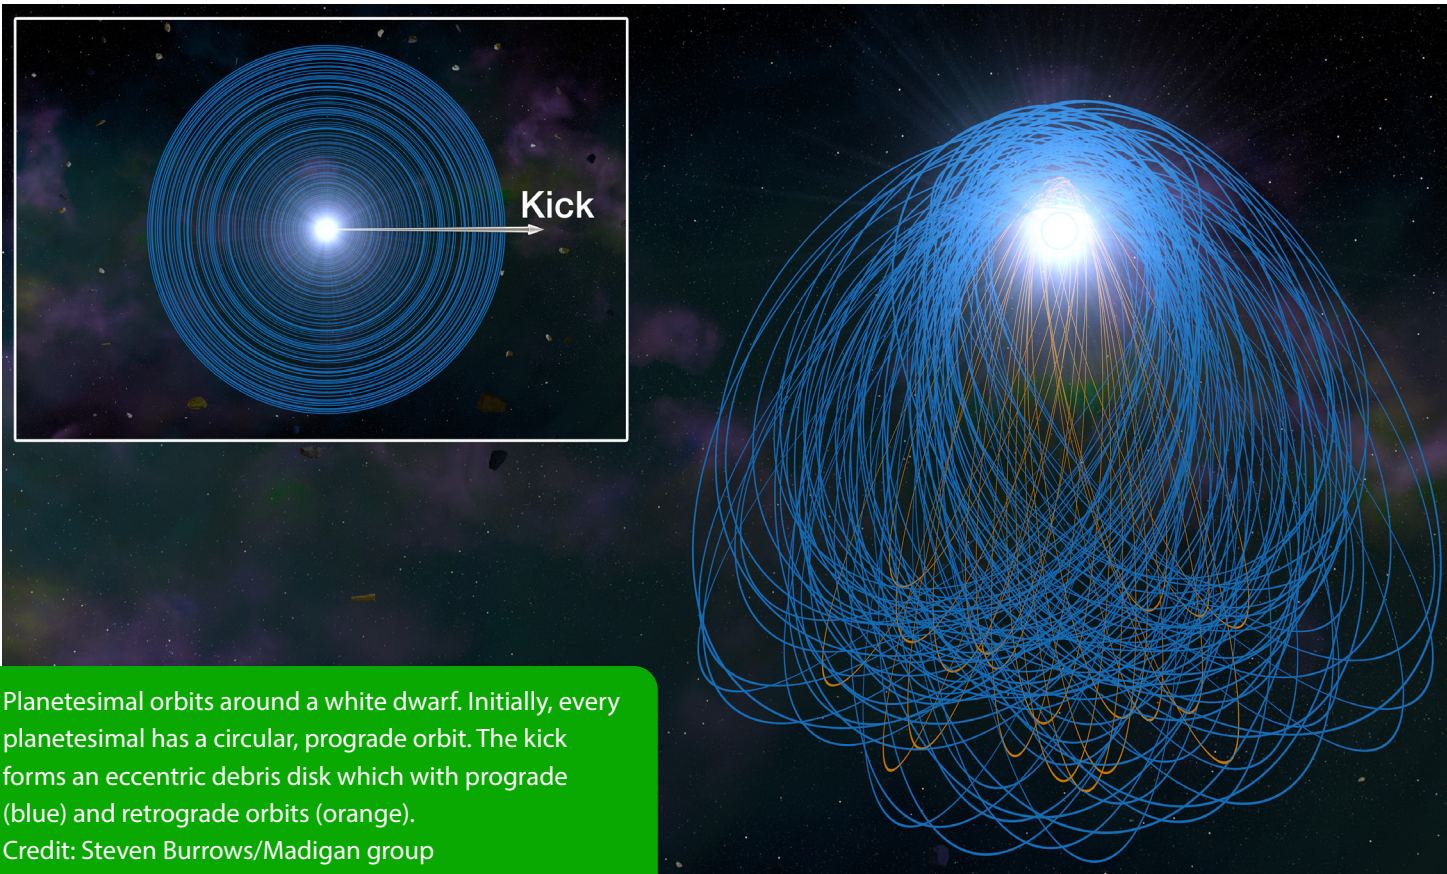 Kick
Planetesimal orbits around a white dwarf. Initially, every
planetesimal has a circular, prograde orbit. The kick
forms an eccentric debris disk which with prograde
(blue) and retrograde orbits (orange).
Credit: Steven Burrows/Madigan group